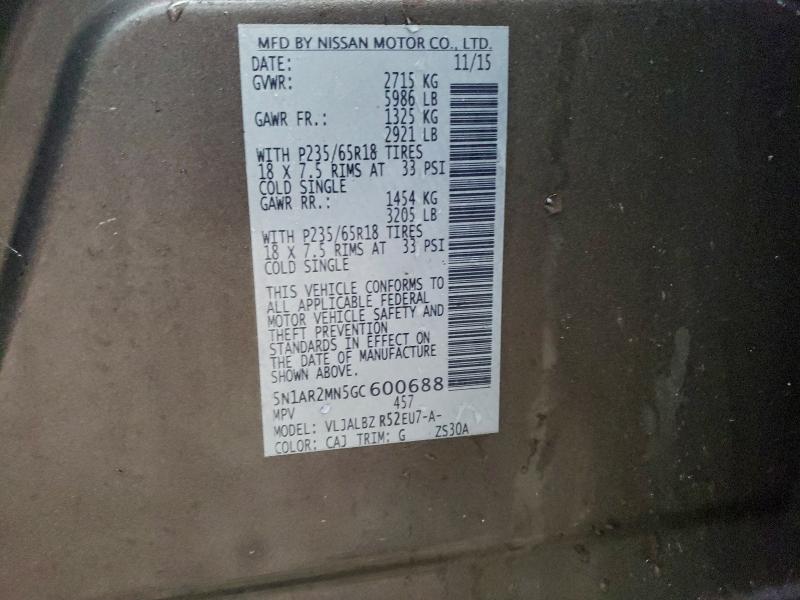 MFD BY NISSAN MOTOR CO., LTD.
DATE: 11/15
GVWR: 2715 KG
5986 LB
GAWR FR.: 1325 KG
2921 LB
WITH P235/65R18 TIRES
18 X 7.5 RIMS AT 33 PSI
COLD SINGLE
GAWR RR.: 1454 KG
3205 LB
WITH P235/65R18 TIRES
18 X 7.5 RIMS AT 33 PSI
COLD SINGLE
THIS VEHICLE CONFORMS TO
ALL APPLICABLE FEDERAL
MOTOR VEHICLE SAFETY AND
THEFT PREVENTION
STANDARDS IN EFFECT ON
THE DATE OF MANUFACTURE
SHOWN ABOVE.
5N1AR2MN5GC600688
MPV 457
MODEL: VLJALBZ R52EU7-A-
COLOR: CAJ TRIM: G ZS30A